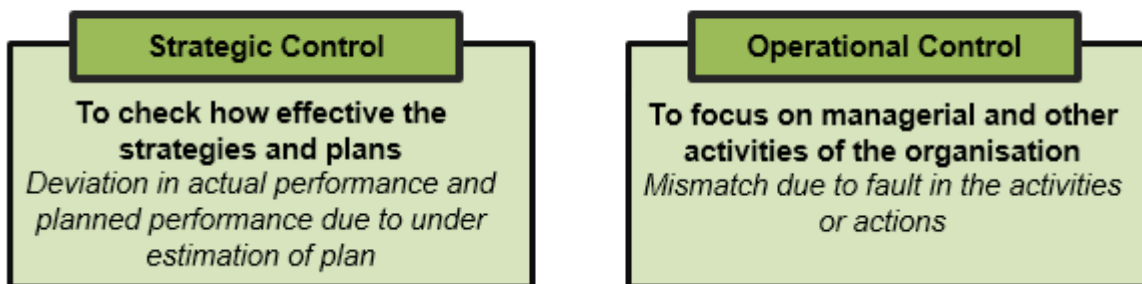 Strategic Control
To check how effective the
strategies and plans
Deviation in actual performance and
planned performance due to under
estimation of plan
Operational Control
To focus on managerial and other
activities of the organisation
Mismatch due to fault in the activities
or actions